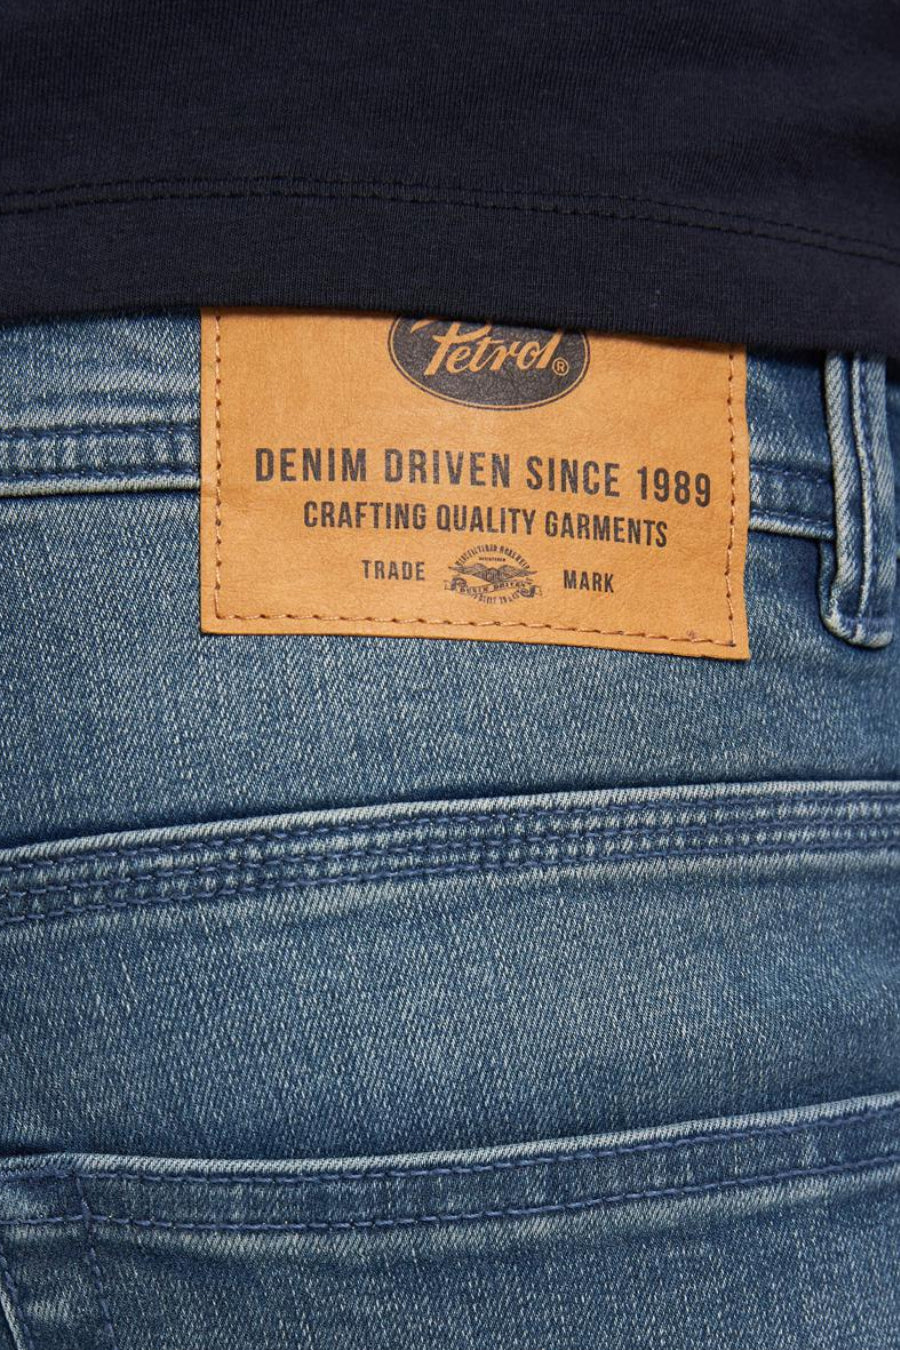 Petrol®
DENIM DRIVEN SINCE 1989
CRAFTING QUALITY GARMENTS
TRADE MARK